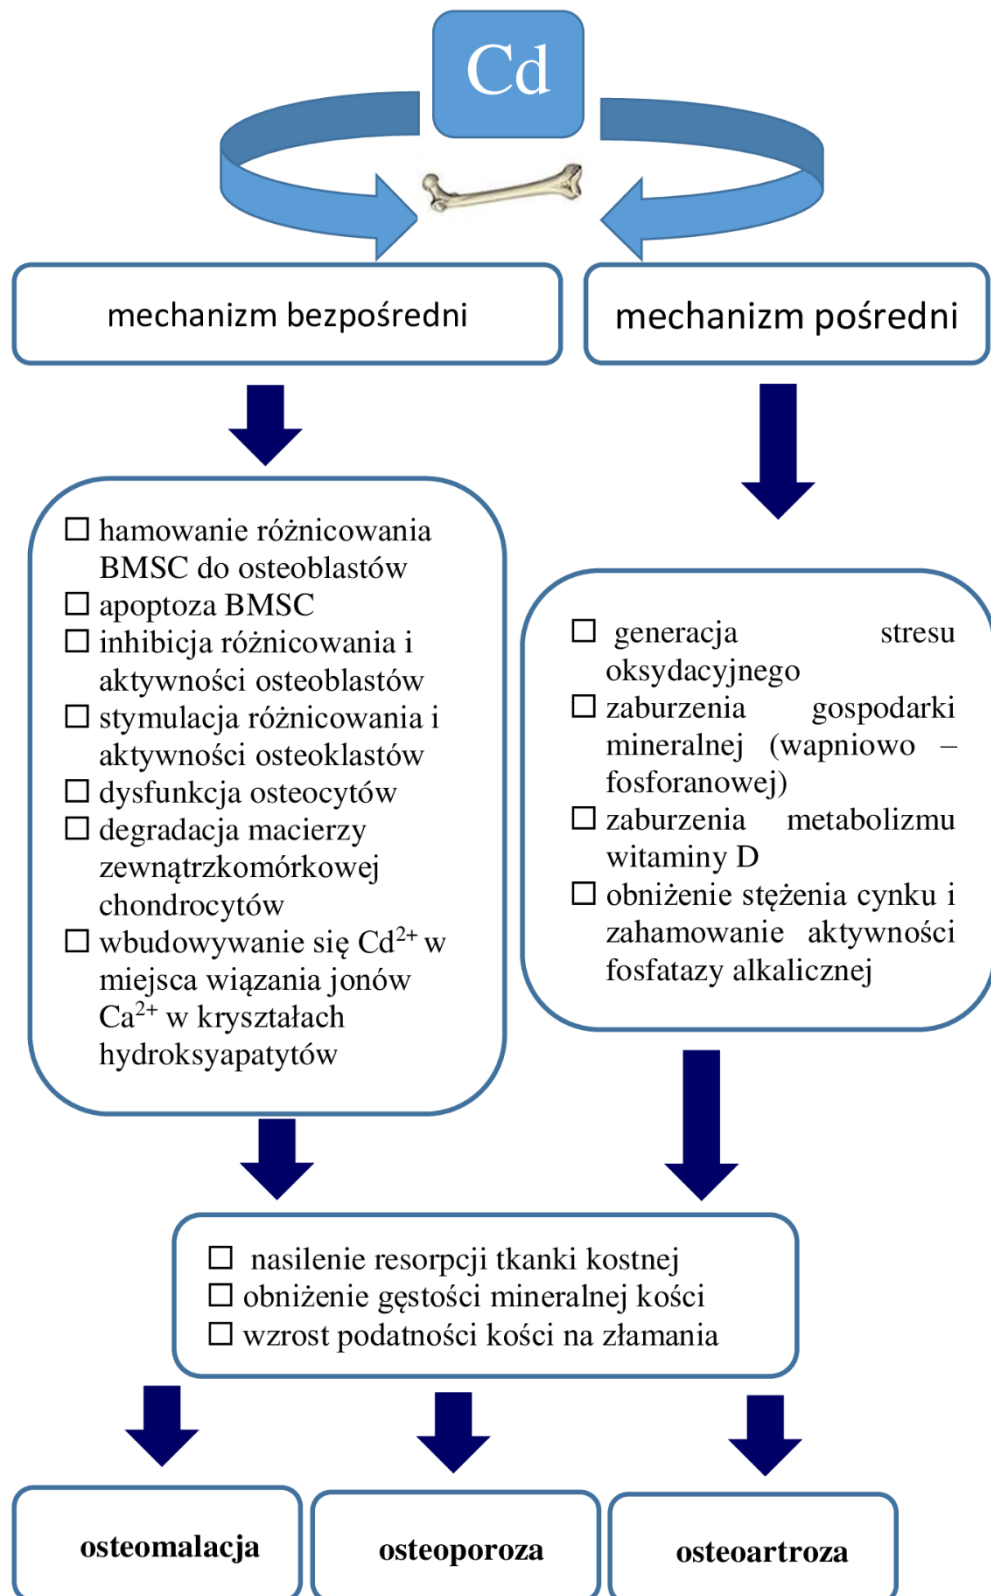 Cd
mechanizm bezpośredni
mechanizm pośredni
☐ hamowanie różnicowania
BMSC do osteoblastów
☐ apoptoza BMSC
☐ inhibicja różnicowania i
aktywności osteoblastów
☐ stymulacja różnicowania i
aktywności osteoklastów
☐ dysfunkcja osteocytów
☐ degradacja macierzy
zewnątrzkomórkowej
chondrocytów
☐ wbudowywanie się Cd²⁺ w
miejsca wiązania jonów
Ca²⁺ w kryształach
hydroksyapatytów
☐ generacja stresu
oksydacyjnego
☐ zaburzenia gospodarki
mineralnej (wapniowo –
fosforanowej)
☐ zaburzenia metabolizmu
witaminy D
☐ obniżenie stężenia cynku i
zahamowanie aktywności
fosfatazy alkalicznej
☐ nasilenie resorpcji tkanki kostnej
☐ obniżenie gęstości mineralnej kości
☐ wzrost podatności kości na złamania
osteomalacja
osteoporoza
osteoartroza